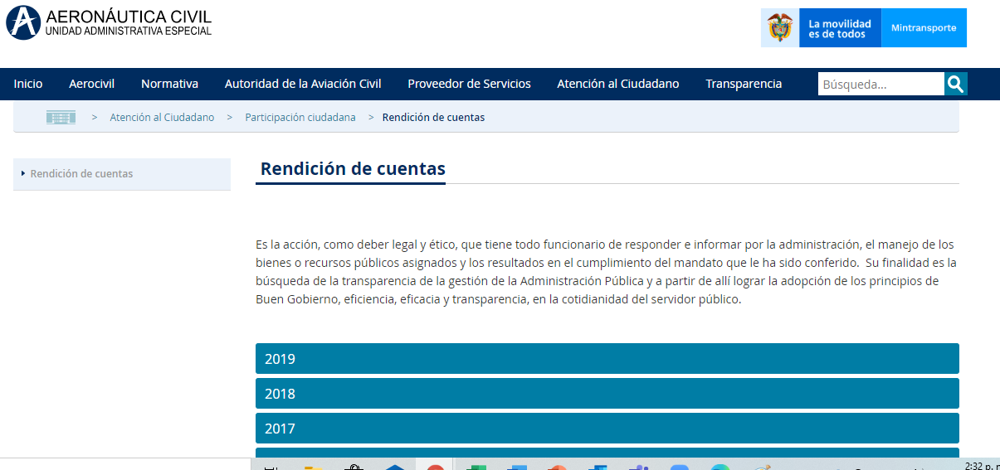 AERONÁUTICA CIVIL
UNIDAD ADMINISTRATIVA ESPECIAL
La movilidad
es de todos
Mintransporte
Inicio Aerocivil Normativa Autoridad de la Aviación Civil Proveedor de Servicios Atención al Ciudadano Transparencia Búsqueda...
> Atención al Ciudadano > Participación ciudadana > Rendición de cuentas
Rendición de cuentas
Rendición de cuentas
Es la acción, como deber legal y ético, que tiene todo funcionario de responder e informar por la administración, el manejo de los
bienes o recursos públicos asignados y los resultados en el cumplimiento del mandato que le ha sido conferido. Su finalidad es la
búsqueda de la transparencia de la gestión de la Administración Pública y a partir de allí lograr la adopción de los principios de
Buen Gobierno, eficiencia, eficacia y transparencia, en la cotidianidad del servidor público.
2019
2018
2017
2:32 p.